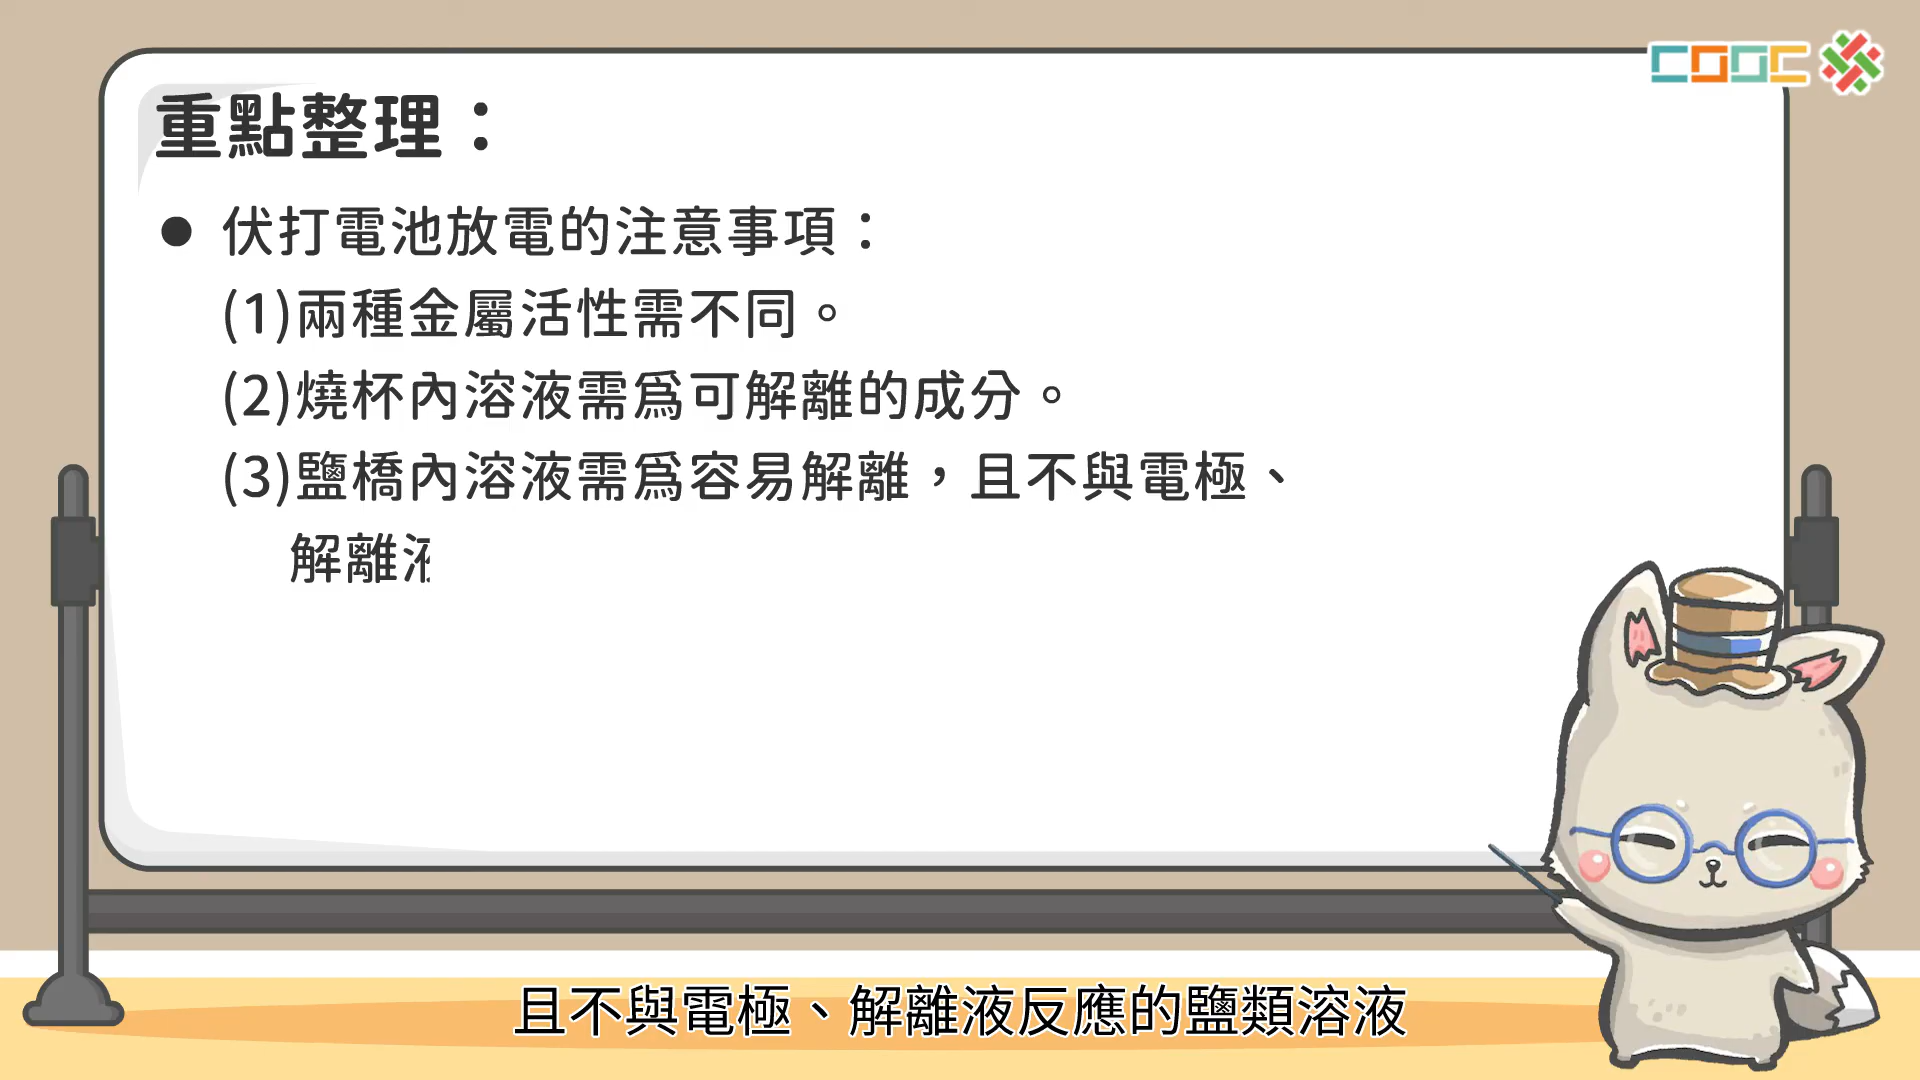 COOC
重點整理：
● 伏打電池放電的注意事項：
(1)兩種金屬活性需不同。
(2)燒杯內溶液需為可解離的成分。
(3)鹽橋內溶液需為容易解離，且不與電極、
解離
且不與電極、解離液反應的鹽類溶液